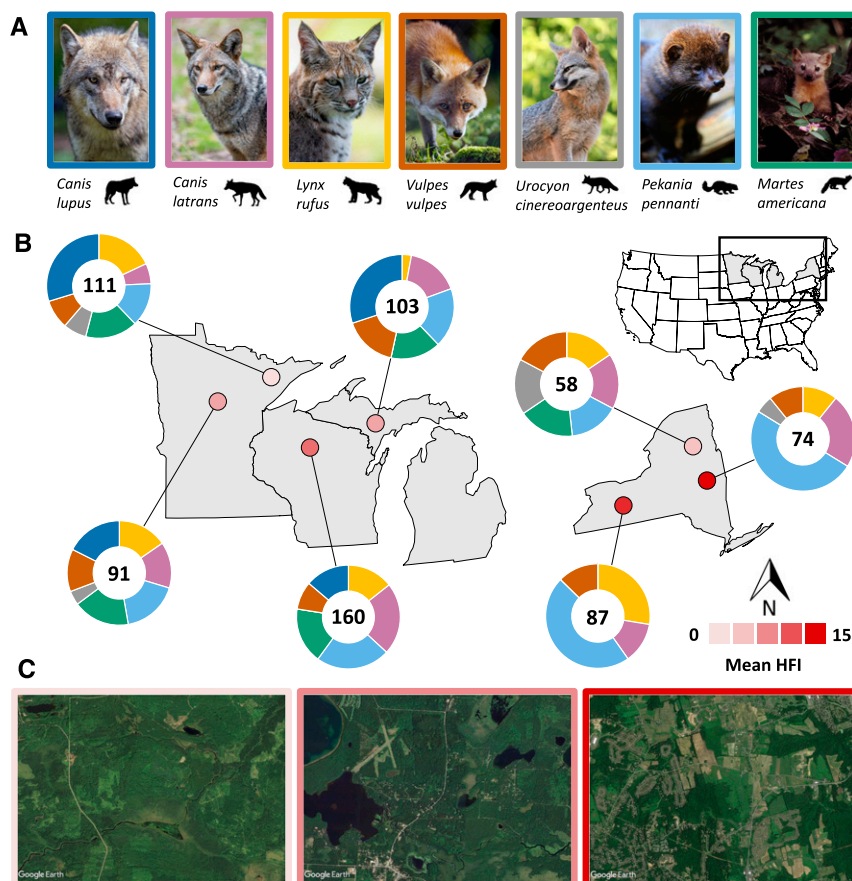 A
Canis
lupus
Canis
latrans
Lynx
rufus
Vulpes
vulpes
Urocyon
cinereoargenteus
Pekania
pennanti
Martes
americana
B
111
103
58
74
91
160
87
N
0
15
Mean HFI
C
Google Earth
Google Earth
Google Earth